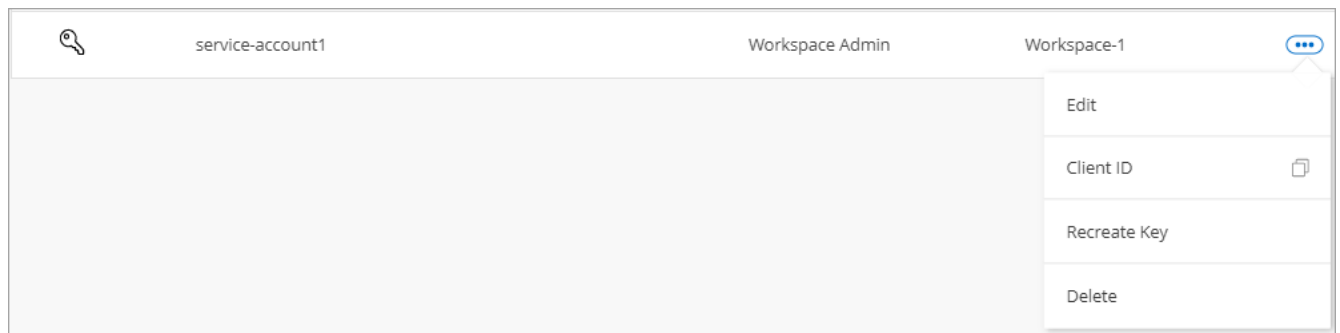 service-account1 Workspace Admin Workspace-1
Edit
Client ID
Recreate Key
Delete